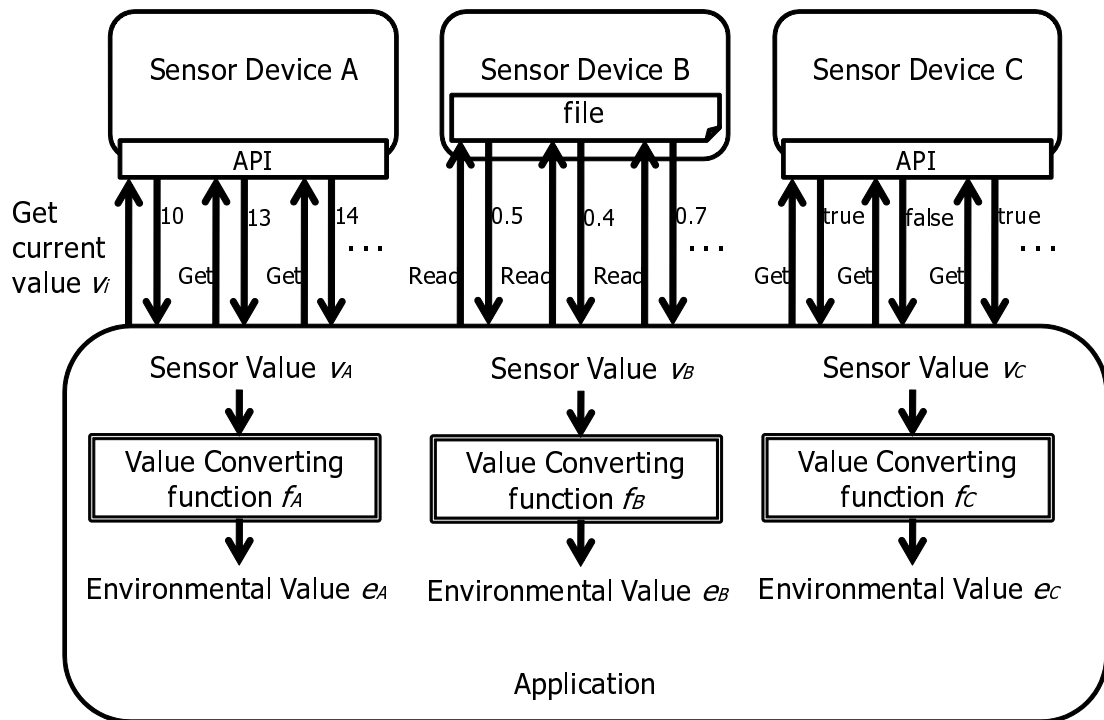 Sensor Device A
Sensor Device B
Sensor Device C
API
file
API
Get
current
value vi
10
Get
13
Get
14
...
Read
0.5
Read
0.4
Read
0.7
...
Get
true
Get
false
Get
true
...
Sensor Value vA
Sensor Value vB
Sensor Value vC
Value Converting
function fA
Value Converting
function fB
Value Converting
function fC
Environmental Value eA
Environmental Value eB
Environmental Value eC
Application